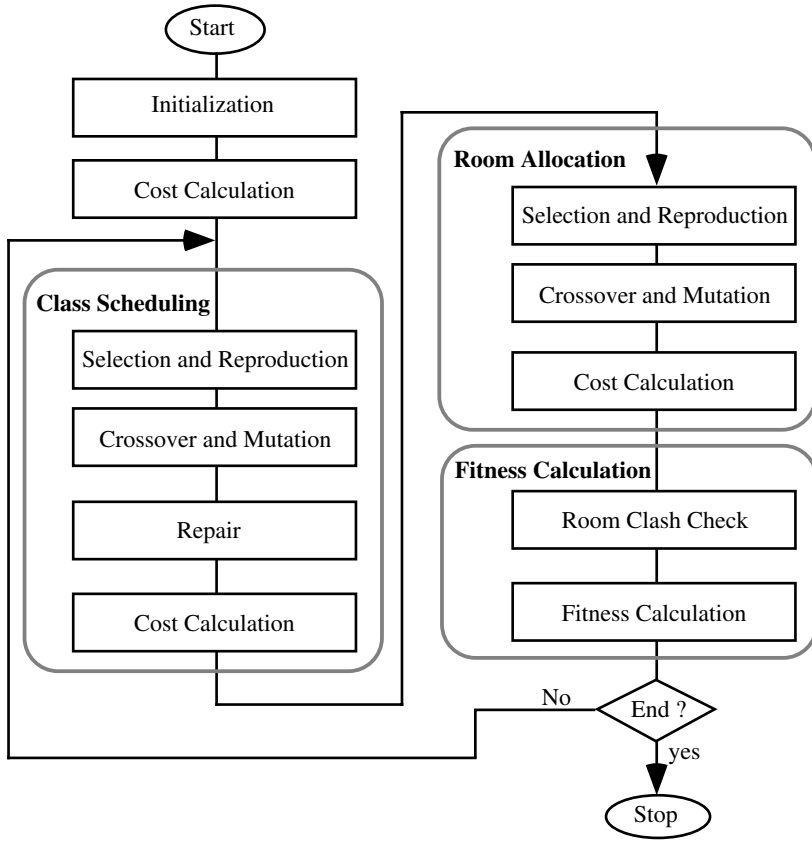 Start
Initialization
Cost Calculation
Class Scheduling
Selection and Reproduction
Crossover and Mutation
Repair
Cost Calculation
Room Allocation
Selection and Reproduction
Crossover and Mutation
Cost Calculation
Fitness Calculation
Room Clash Check
Fitness Calculation
No
End ?
yes
Stop